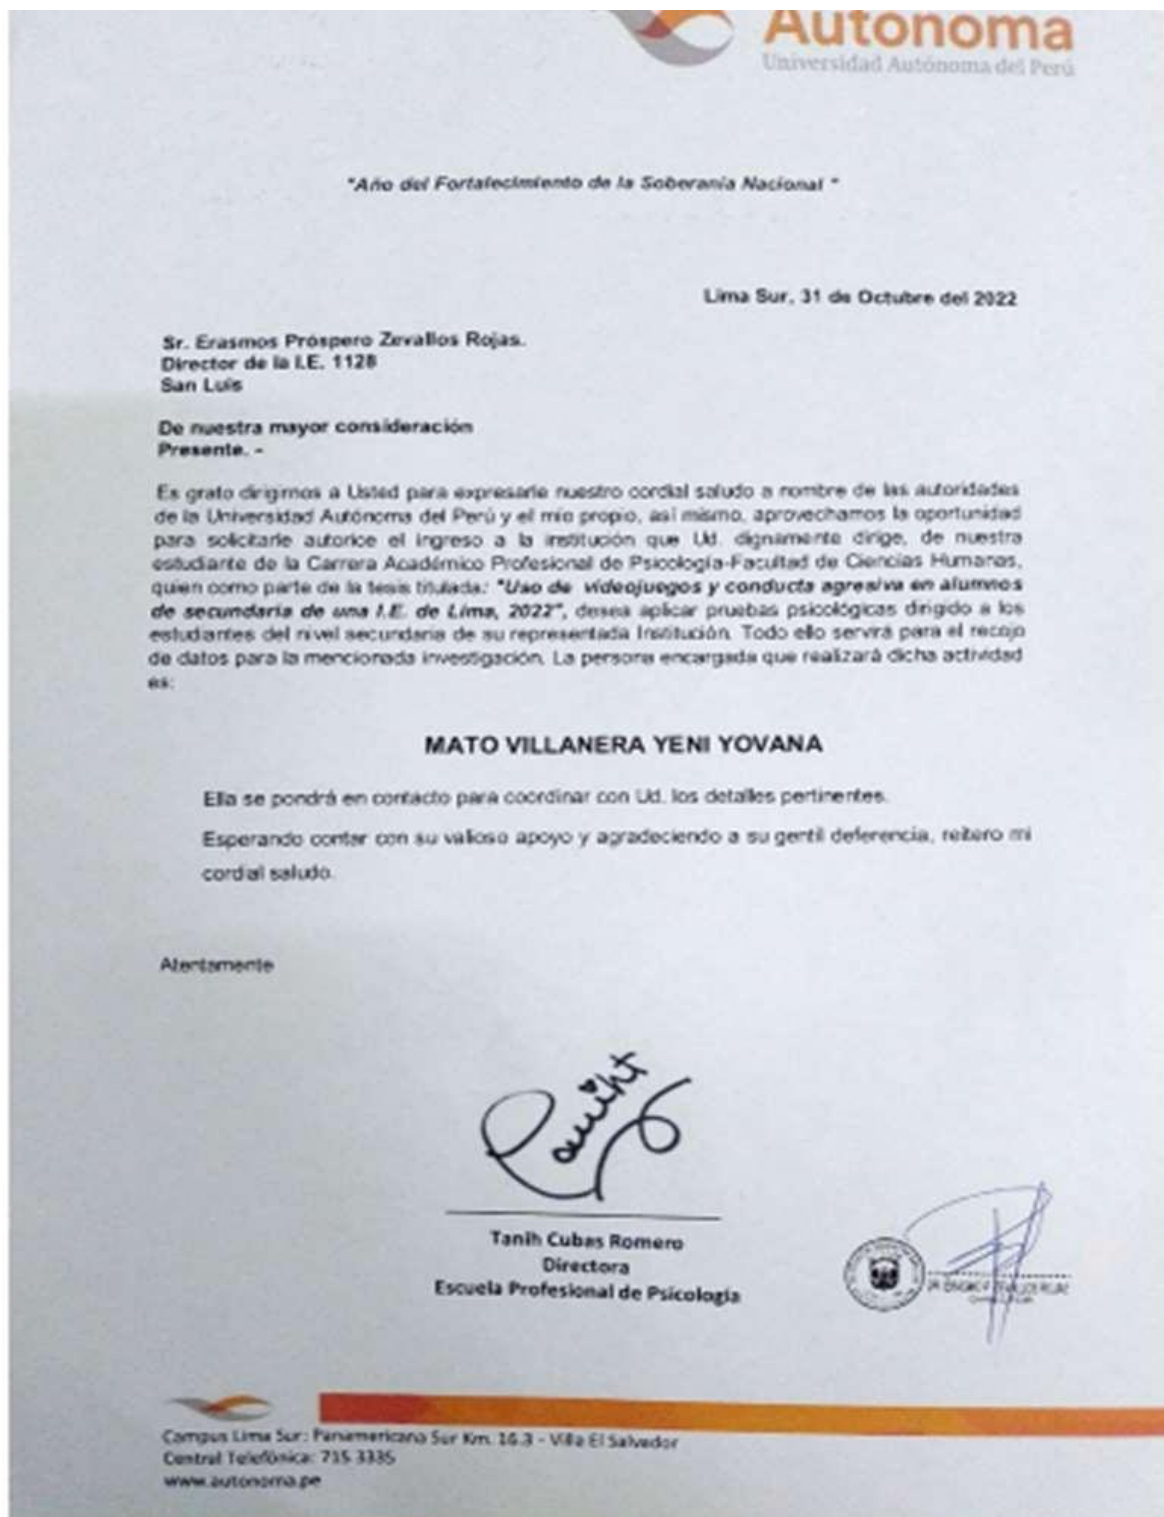 Autónoma
Universidad Autónoma del Perú
"Año del Fortalecimiento de la Soberanía Nacional "
Lima Sur, 31 de Octubre del 2022
Sr. Erasmos Próspero Zevallos Rojas.
Director de la I.E. 1128
San Luis
De nuestra mayor consideración
Presente. -
Es grato dirigirnos a Usted para expresarle nuestro cordial saludo a nombre de las autoridades
de la Universidad Autónoma del Perú y el mío propio, así mismo, aprovechamos la oportunidad
para solicitarle autorice el ingreso a la institución que Ud. dignamente dirige, de nuestra
estudiante de la Carrera Académico Profesional de Psicología-Facultad de Ciencias Humanas,
quien como parte de la tesis titulada: "Uso de videojuegos y conducta agresiva en alumnos
de secundaria de una I.E. de Lima, 2022", desea aplicar pruebas psicológicas dirigido a los
estudiantes del nivel secundaria de su representada Institución. Todo ello servirá para el recojo
de datos para la mencionada investigación. La persona encargada que realizará dicha actividad
es:
MATO VILLANERA YENI YOVANA
Ella se pondrá en contacto para coordinar con Ud. los detalles pertinentes.
Esperando contar con su valioso apoyo y agradeciendo a su gentil deferencia, reitero mi
cordial saludo.
Atentamente
Tanih Cubas Romero
Directora
Escuela Profesional de Psicología
Campus Lima Sur: Panamericana Sur Km. 16.3 - Villa El Salvador
Central Telefónica: 715 3335
www.autonoma.pe